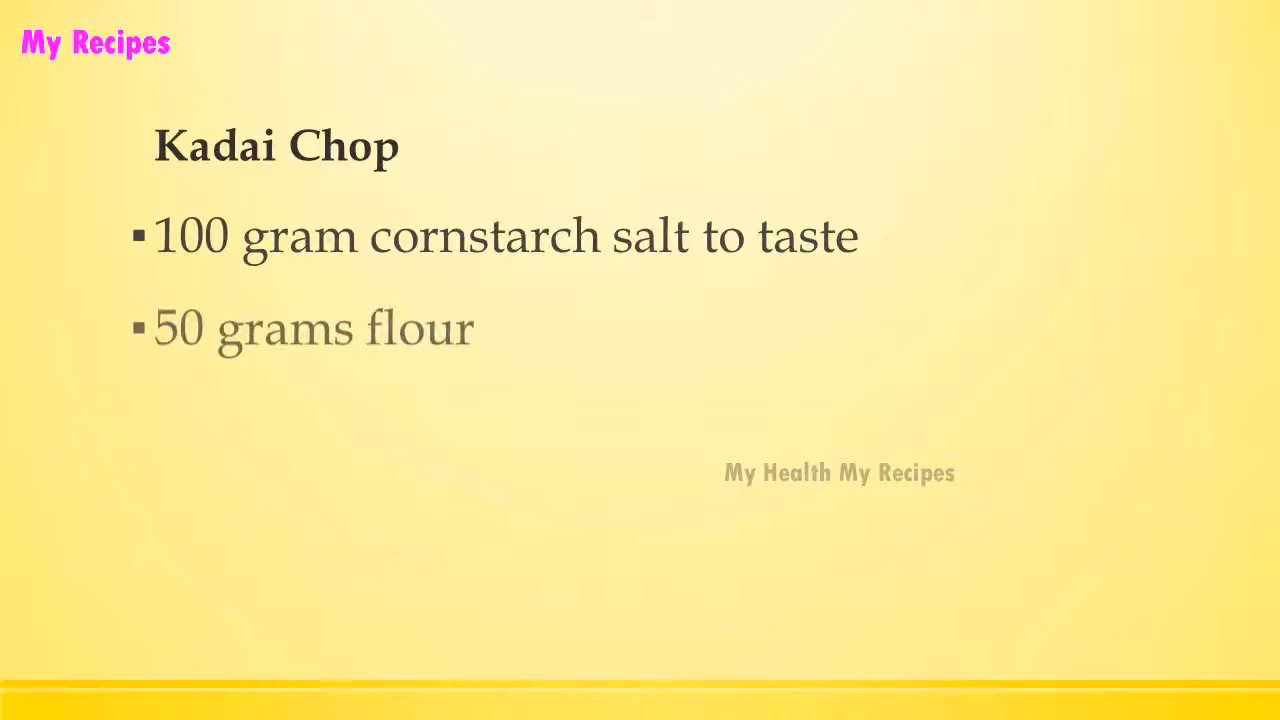 My Recipes
Kadai Chop
▪100 gram cornstarch salt to taste
▪50 grams flour
My Health My Recipes